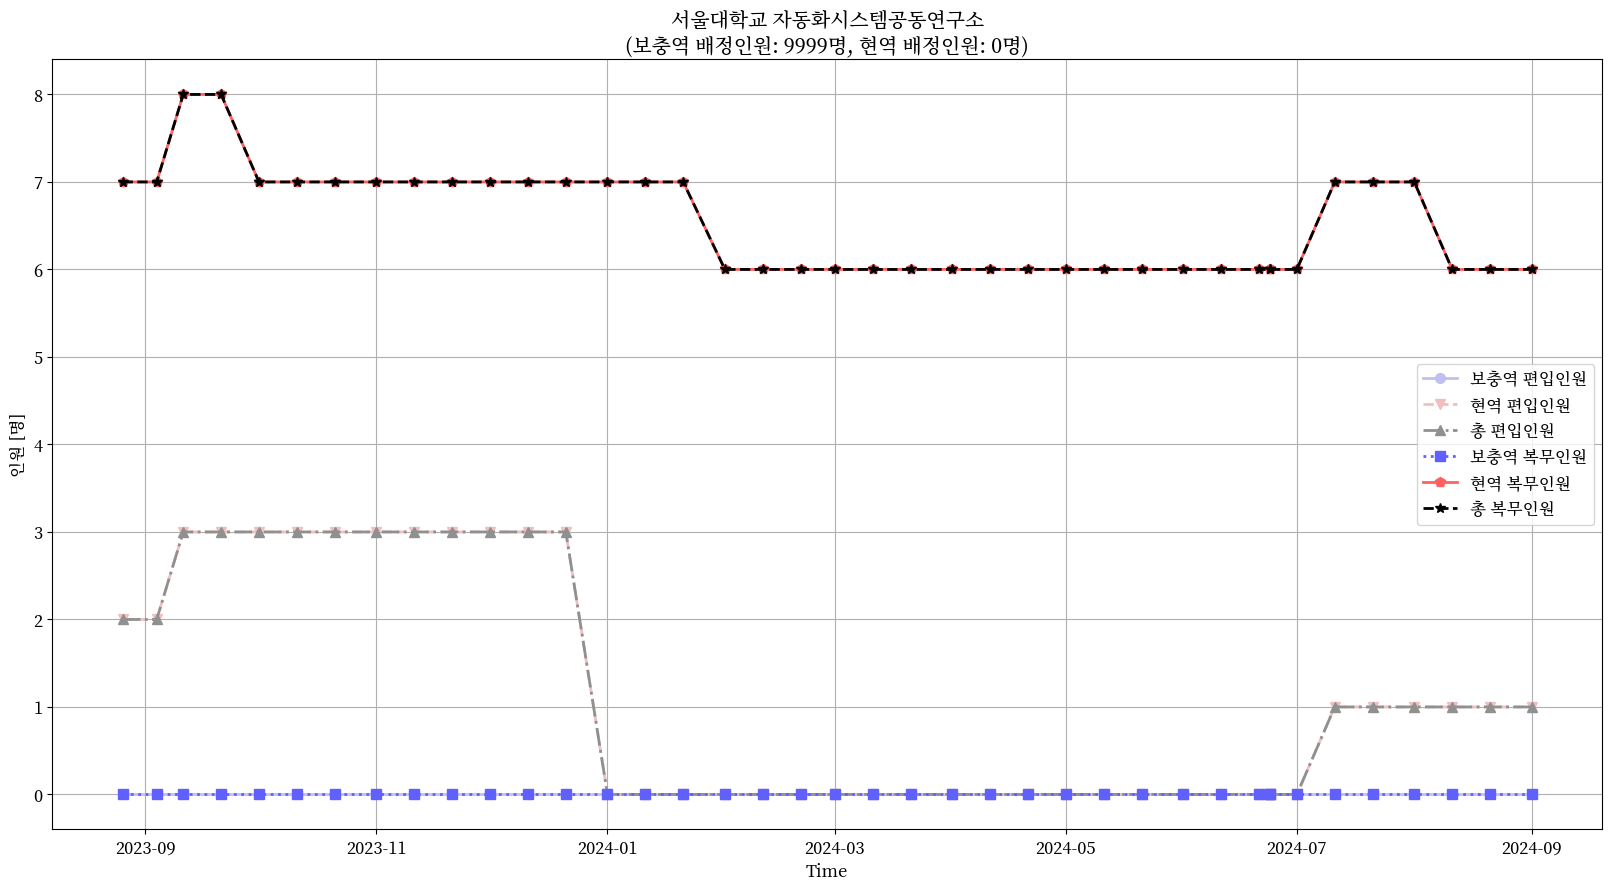 서울대학교 자동화시스템공동연구소
(보충역 배정인원: 9999명, 현역 배정인원: 0명)
8
7
6
5
4
3
2
1
0
인원 [명]
보충역 편입인원
현역 편입인원
총 편입인원
보충역 복무인원
현역 복무인원
총 복무인원
2023-09
2023-11
2024-01
2024-03
2024-05
2024-07
2024-09
Time